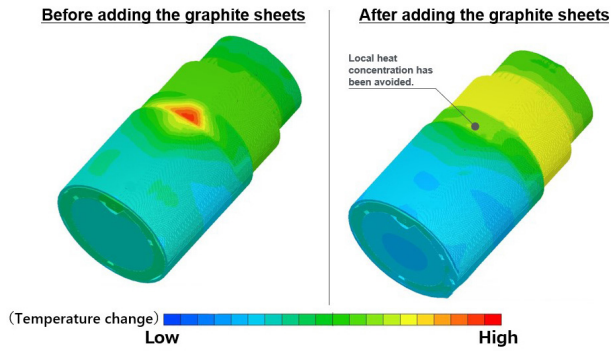 Before adding the graphite sheets
After adding the graphite sheets
Local heat
concentration has
been avoided.
(Temperature change)
Low
High